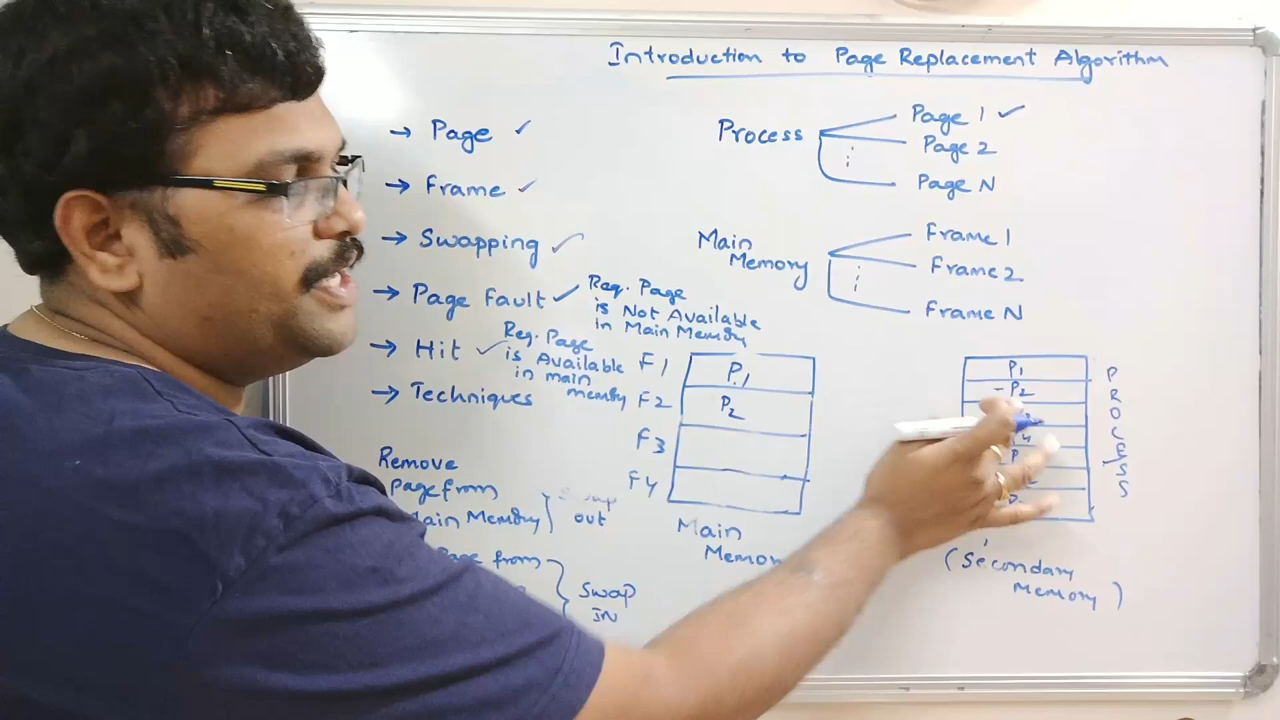 Introduction to Page Replacement Algorithm
→ Page ✓
→ Frame ✓
→ Swapping ✓
→ Page Fault ✓
Req. Page
is Not Available
in Main Memory
→ Hit ✓
Req. Page
is Available
in main
memory
→ Techniques
Remove
Page from
Main Memory
out
Page from
Swap
IN
Process
Page 1 ✓
Page 2
Page N
Main
Memory
Frame 1
Frame 2
Frame N
F1 P1
F2 P2
F3
F4
Main
P1
- P2
PROCESS
(Secondary
Memory)